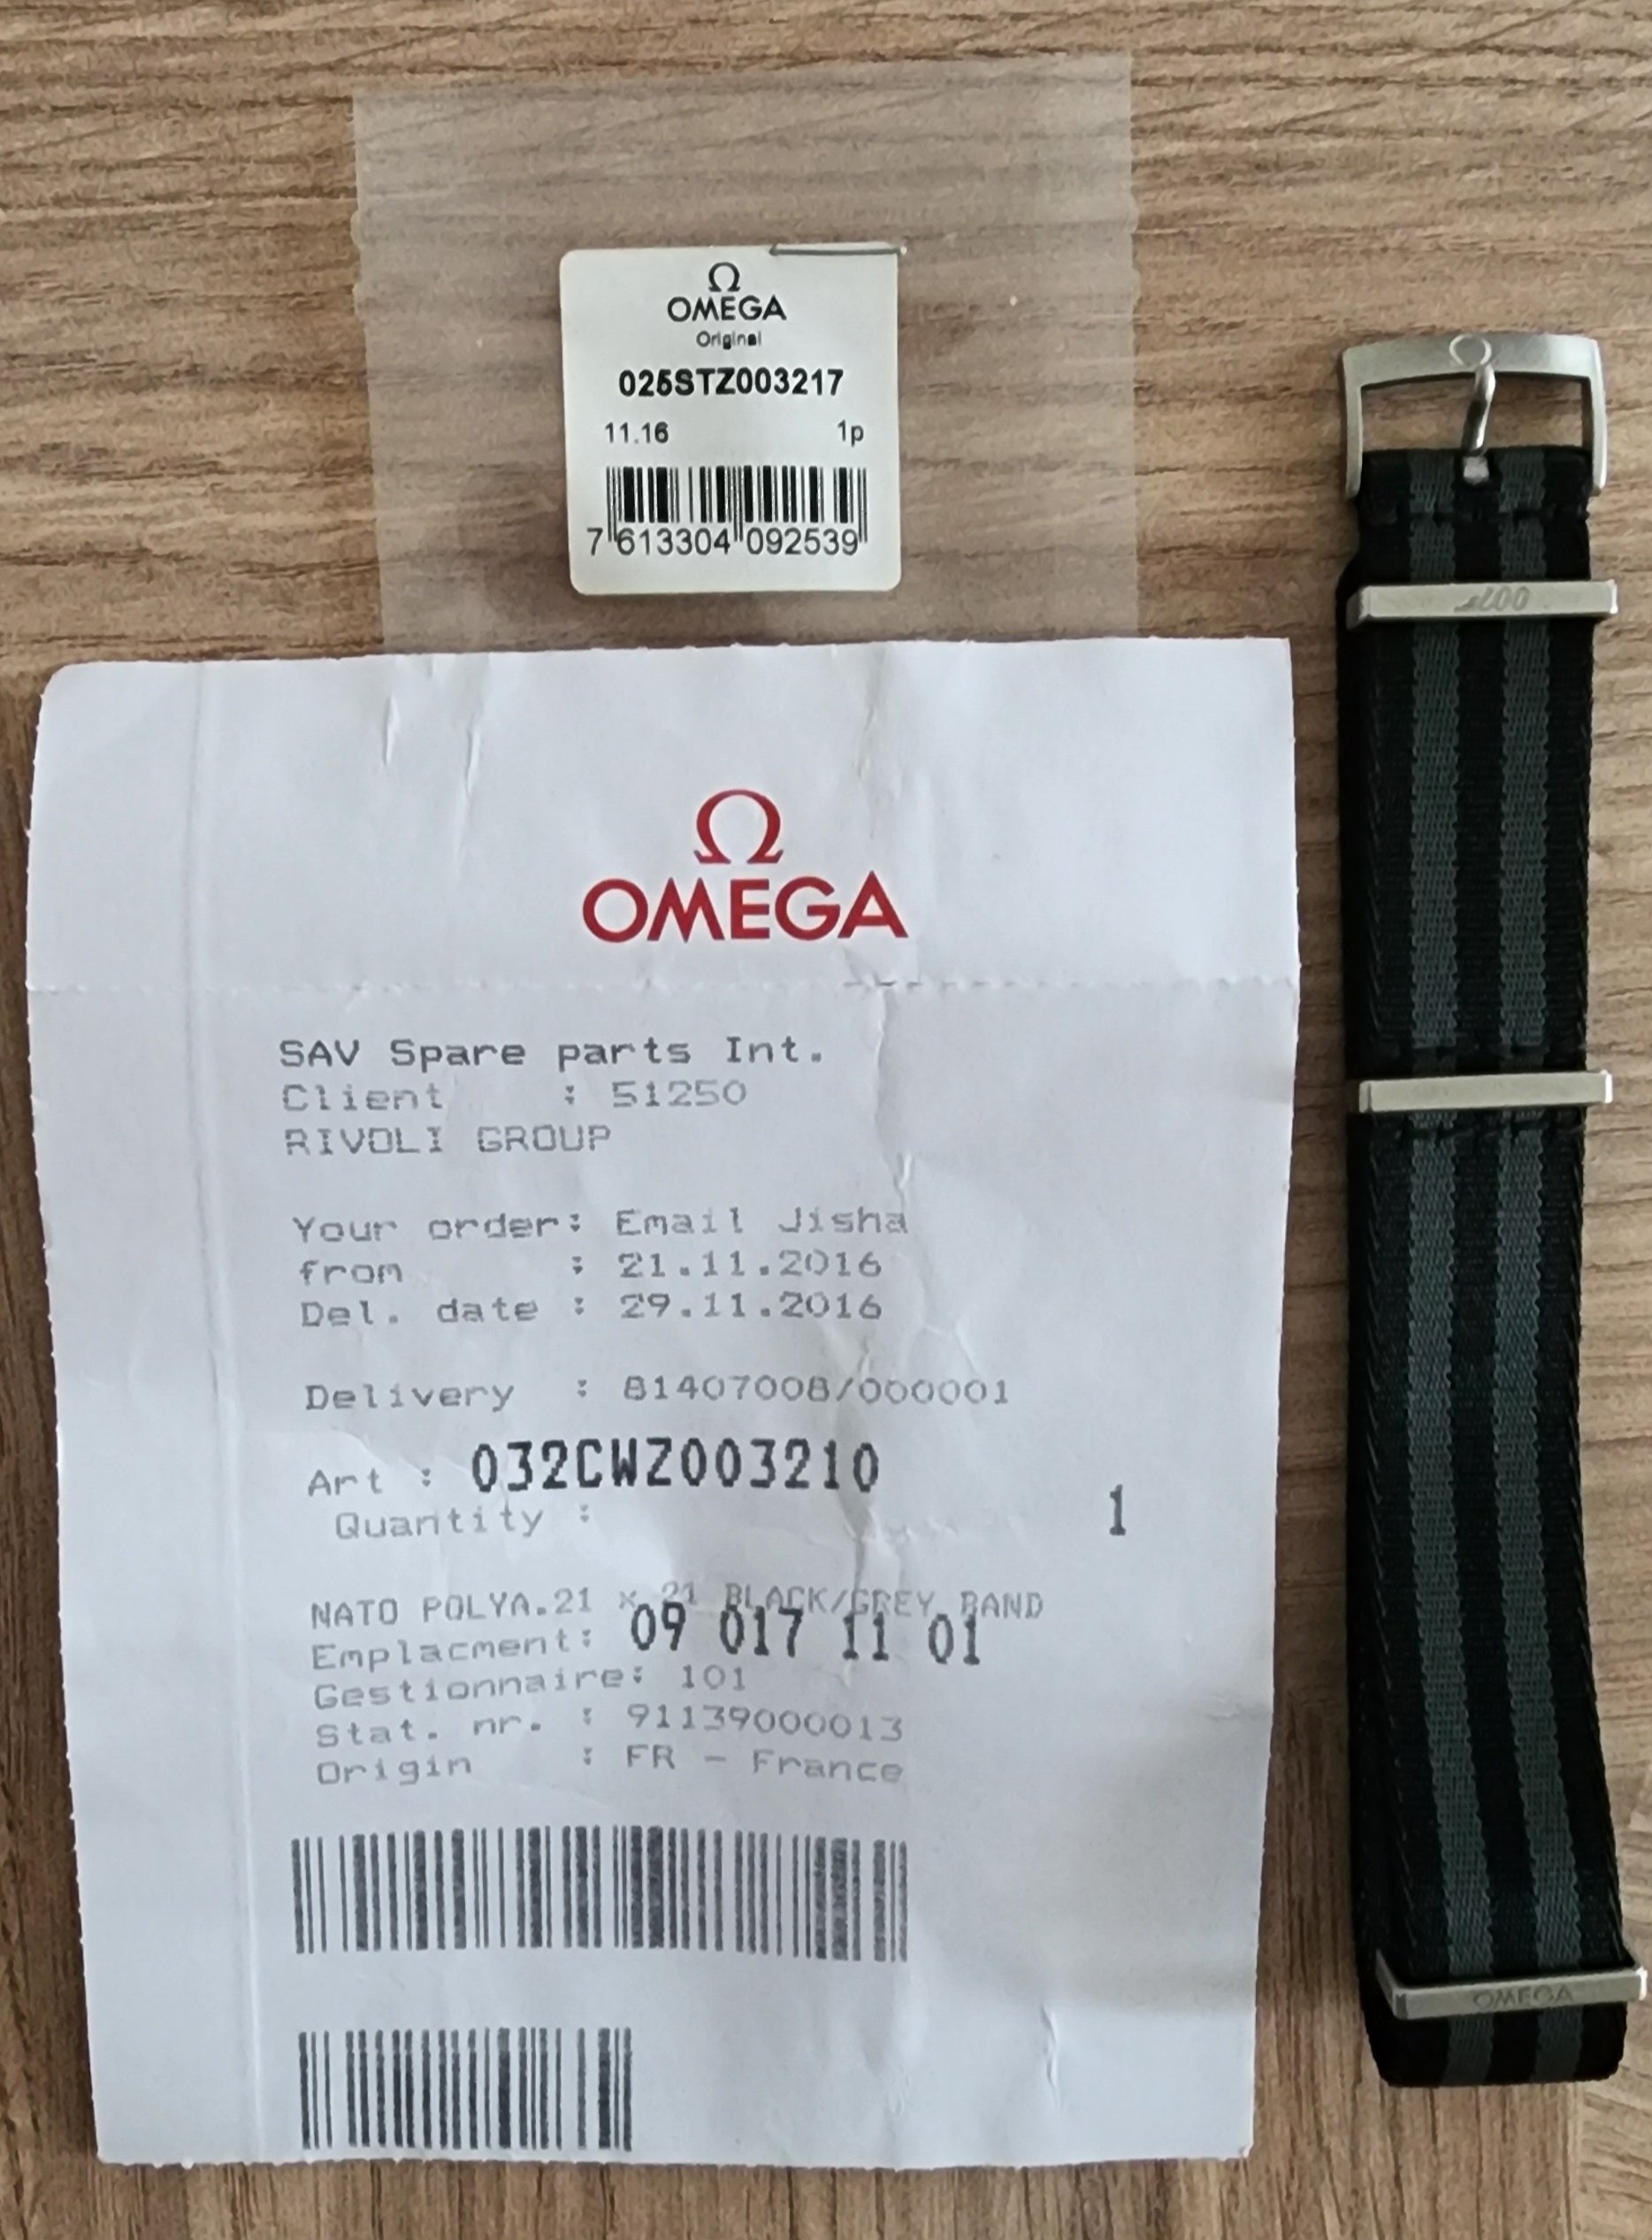 Ω
OMEGA
Original
025STZ003217
11.16 1p
7 613304 092539
007
OMEGA
Ω
OMEGA
SAV Spare parts Int.
Client : 51250
RIVOLI GROUP
Your order: Email Jisha
from : 21.11.2016
Del. date : 29.11.2016
Delivery : 81407008/000001
Art : 032CWZ003210
Quantity : 1
NATO POLYA.21 x 21 BLACK/GREY BAND
Emplacment: 09 017 11 01
Gestionnaire: 101
Stat. nr. : 91139000013
Origin : FR - France